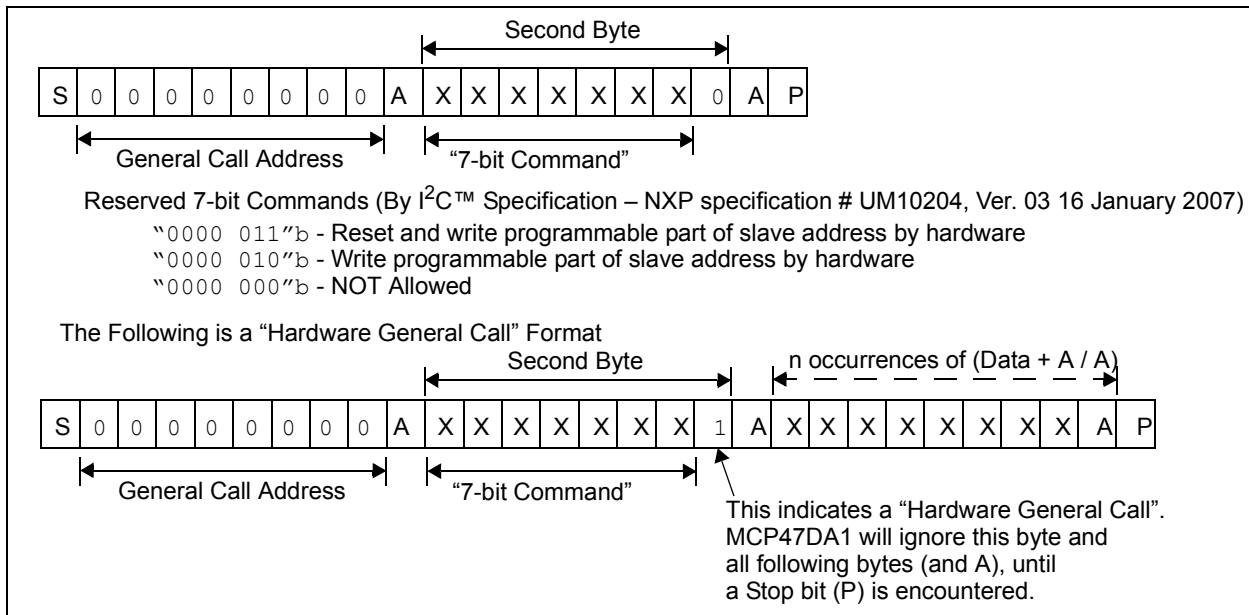 Second Byte
S 0 0 0 0 0 0 0 0 A X X X X X X X 0 A P
General Call Address “7-bit Command”
Reserved 7-bit Commands (By I²C™ Specification – NXP specification # UM10204, Ver. 03 16 January 2007)
“0000 011”b - Reset and write programmable part of slave address by hardware
“0000 010”b - Write programmable part of slave address by hardware
“0000 000”b - NOT Allowed
The Following is a “Hardware General Call” Format
Second Byte n occurrences of (Data + A / A)
S 0 0 0 0 0 0 0 0 A X X X X X X X 1 A X X X X X X X X A P
General Call Address “7-bit Command”
This indicates a “Hardware General Call”.
MCP47DA1 will ignore this byte and
all following bytes (and A), until
a Stop bit (P) is encountered.